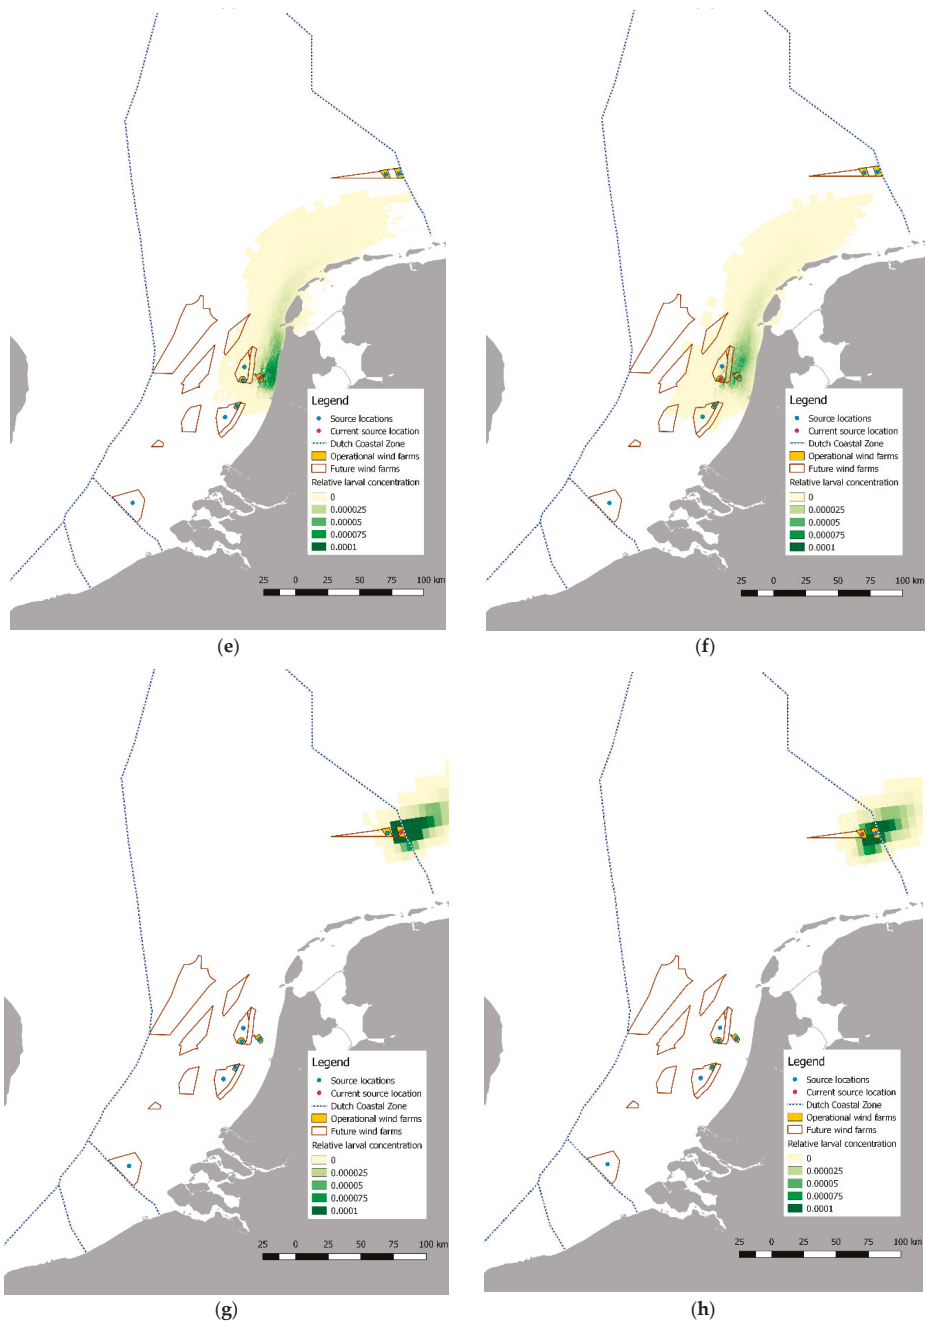 Legend
Source locations
Current source location
Dutch Coastal Zone
Operational wind farms
Future wind farms
Relative larval concentration
0
0.000025
0.00005
0.000075
0.0001
25 0 25 50 75 100 km
(e)
Legend
Source locations
Current source location
Dutch Coastal Zone
Operational wind farms
Future wind farms
Relative larval concentration
0
0.000025
0.00005
0.000075
0.0001
25 0 25 50 75 100 km
(f)
Legend
Source locations
Current source location
Dutch Coastal Zone
Operational wind farms
Future wind farms
Relative larval concentration
0
0.000025
0.00005
0.000075
0.0001
25 0 25 50 75 100 km
(g)
Legend
Source locations
Current source location
Dutch Coastal Zone
Operational wind farms
Future wind farms
Relative larval concentration
0
0.000025
0.00005
0.000075
0.0001
25 0 25 50 75 100 km
(h)